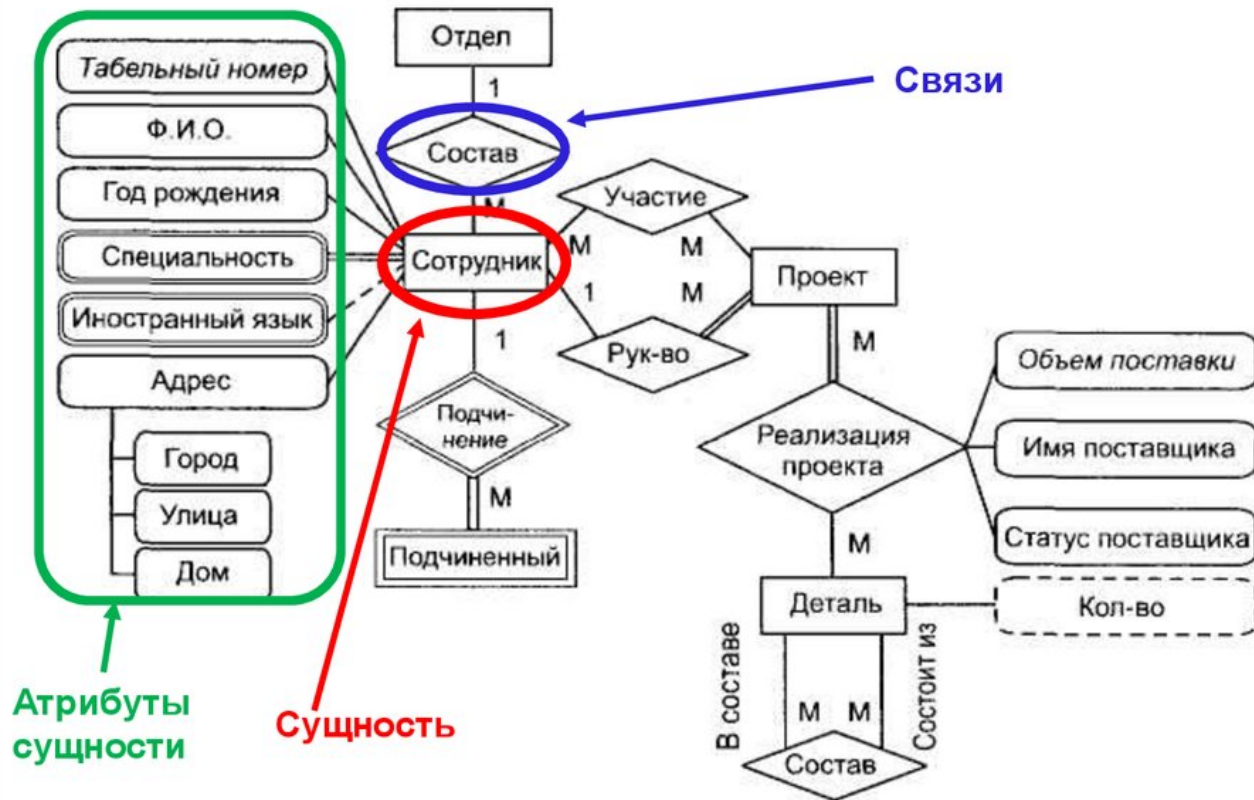 Отдел
Табельный номер
1
Связи
Ф.И.О.
Состав
Год рождения
Участие
М
Специальность
Сотрудник
М
М
Проект
Иностранный язык
1
М
Рук-во
1
М
Адрес
Объем поставки
Подчи-
нение
Реализация
проекта
Город
Имя поставщика
Улица
М
Подчиненный
М
Статус поставщика
Дом
Деталь
Кол-во
В составе
Состоит из
М
М
Состав
Атрибуты
сущности
Сущность